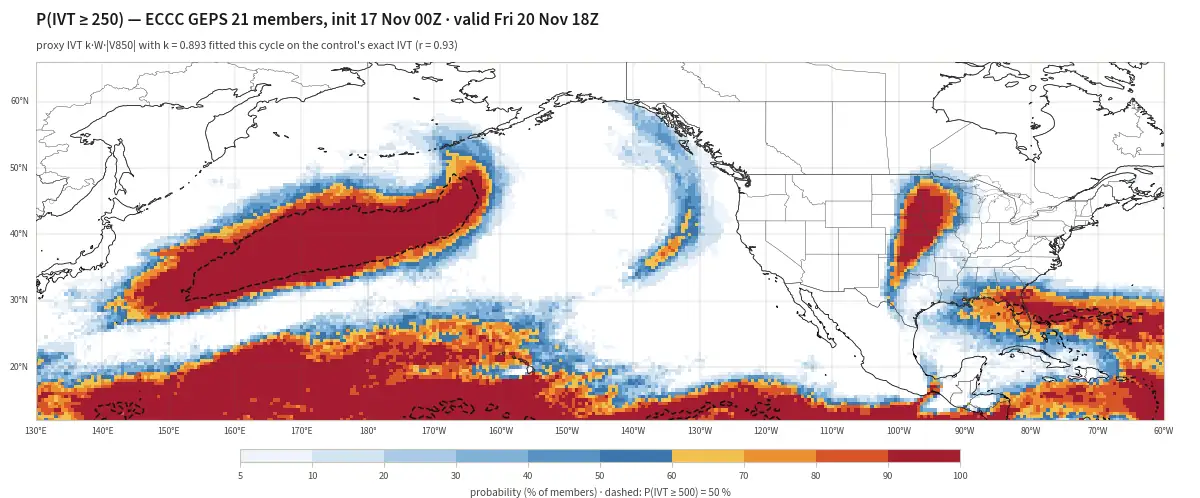 P(IVT ≥ 250) — ECCC GEPS 21 members, init 17 Nov 00Z · valid Fri 20 Nov 18Z
proxy IVT k·W·|V850| with k = 0.893 fitted this cycle on the control's exact IVT (r = 0.93)
60°N
50°N
40°N
30°N
20°N
130°E 140°E 150°E 160°E 170°E 180° 170°W 160°W 150°W 140°W 130°W 120°W 110°W 100°W 90°W 80°W 70°W 60°W
5 10 20 30 40 50 60 70 80 90 100
probability (% of members) · dashed: P(IVT ≥ 500) = 50 %